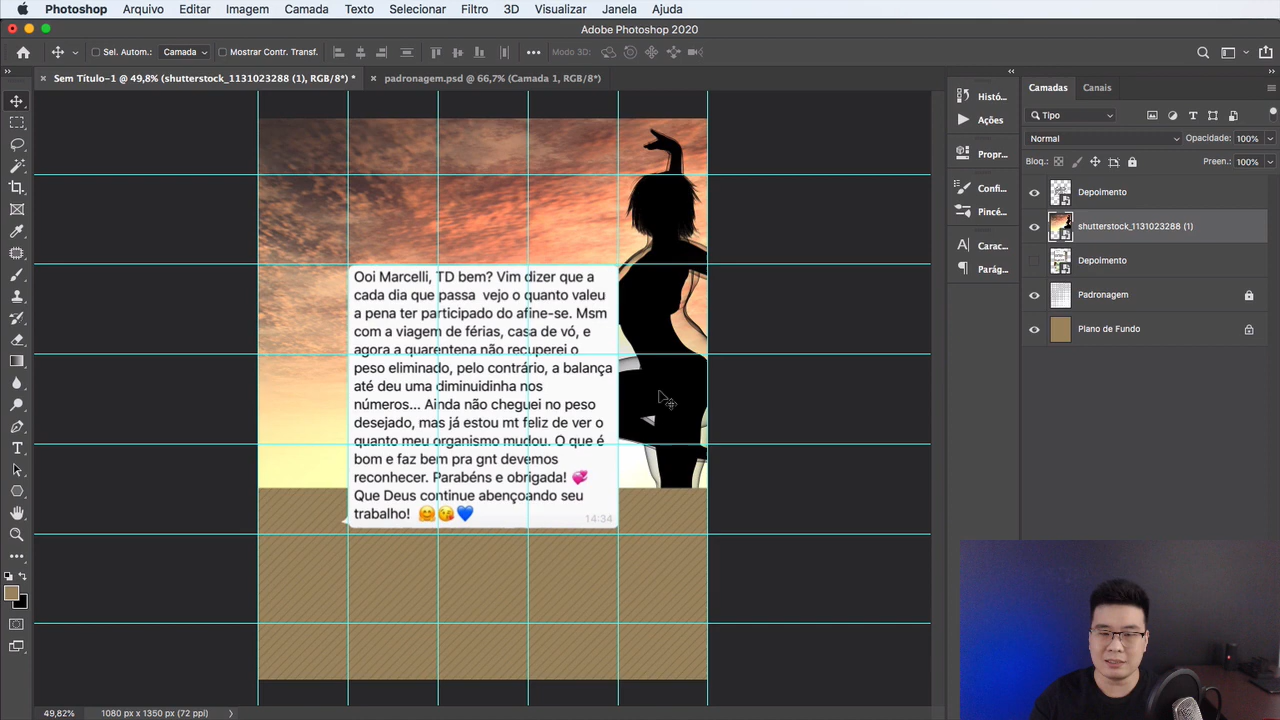 Photoshop Arquivo Editar Imagem Camada Texto Selecionar Filtro 3D Visualizar Janela Ajuda
Adobe Photoshop 2020
Sel. Autom.: Camada Mostrar Contr. Transf. Modo 3D:
Sem Título-1 @ 49,8% (shutterstock_1131023288 (1), RGB/8*) * padronagem.psd @ 66,7% (Camada 1, RGB/8*)
Histó...
Ações
Propr...
Confi...
Pincé...
Carac...
Parág...
Camadas Canais
Tipo
Normal Opacidade: 100%
Bloq.: Preen.: 100%
Depoimento
shutterstock_1131023288 (1)
Depoimento
Padronagem
Plano de Fundo
Ooi Marcelli, TD bem? Vim dizer que a
cada dia que passa vejo o quanto valeu
a pena ter participado do afine-se. Msm
com a viagem de férias, casa de vó, e
agora a quarentena não recuperei o
peso eliminado, pelo contrário, a balança
até deu uma diminuidinha nos
números... Ainda não cheguei no peso
desejado, mas já estou mt feliz de ver o
quanto meu organismo mudou. O que é
bom e faz bem pra gnt devemos
reconhecer. Parabéns e obrigada! 💞
Que Deus continue abençoando seu
trabalho! 🤗😘💙
14:34
49,82% 1080 px x 1350 px (72 ppi)